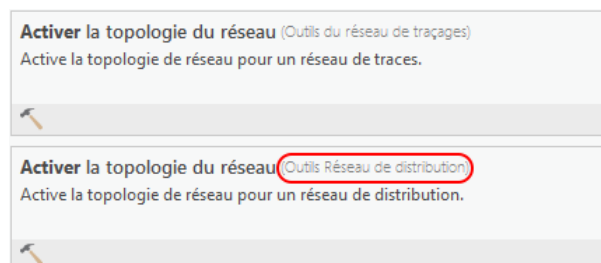 Activer la topologie du réseau (Outils du réseau de traçages)
Active la topologie de réseau pour un réseau de traces.
Activer la topologie du réseau (Outils Réseau de distribution)
Active la topologie de réseau pour un réseau de distribution.